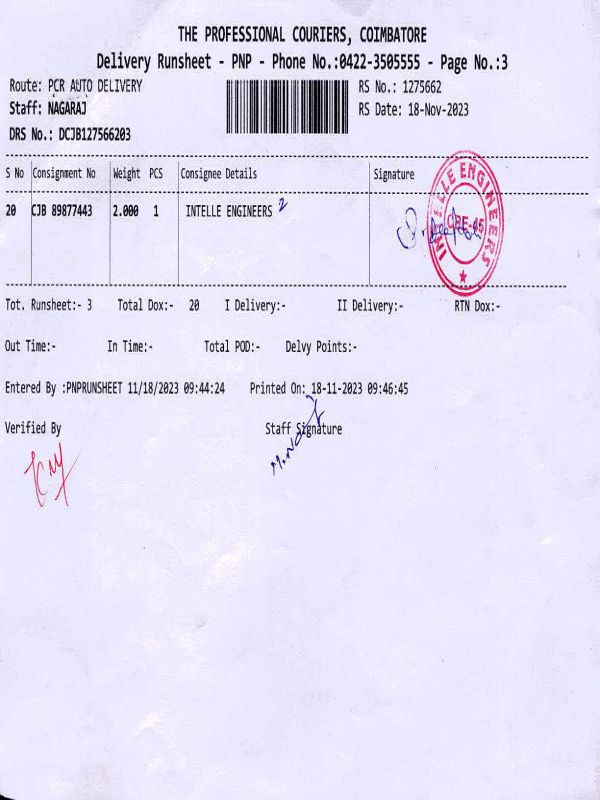 THE PROFESSIONAL COURIERS, COIMBATORE
Delivery Runsheet - PNP - Phone No.:0422-3505555 - Page No.:3
Route: PCR AUTO DELIVERY RS No.: 1275662
Staff: NAGARAJ RS Date: 18-Nov-2023
DRS No.: DCJB127566203
S No Consignment No Weight PCS Consignee Details Signature
20 CJB 89877443 2.000 1 INTELLE ENGINEERS 2
INTELLE ENGINEERS
CBE-45
Tot. Runsheet:- 3 Total Dox:- 20 I Delivery:- II Delivery:- RTN Dox:-
Out Time:- In Time:- Total POD:- Delvy Points:-
Entered By :PNPRUNSHEET 11/18/2023 09:44:24 Printed On: 18-11-2023 09:46:45
Verified By Staff Signature